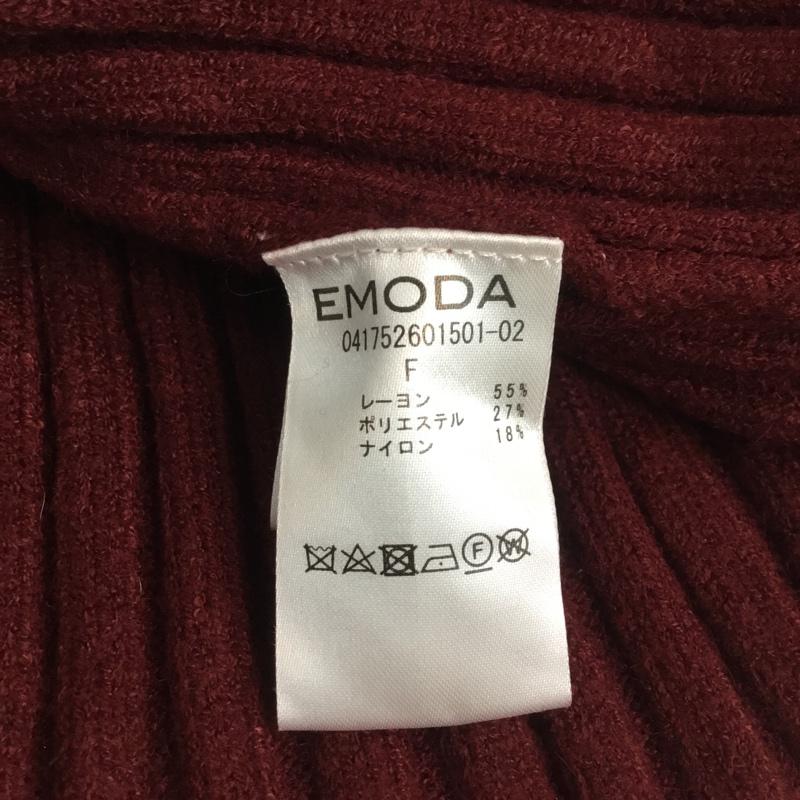 EMODA
041752601501-02
F
レーヨン 55%
ポリエステル 27%
ナイロン 18%
F W